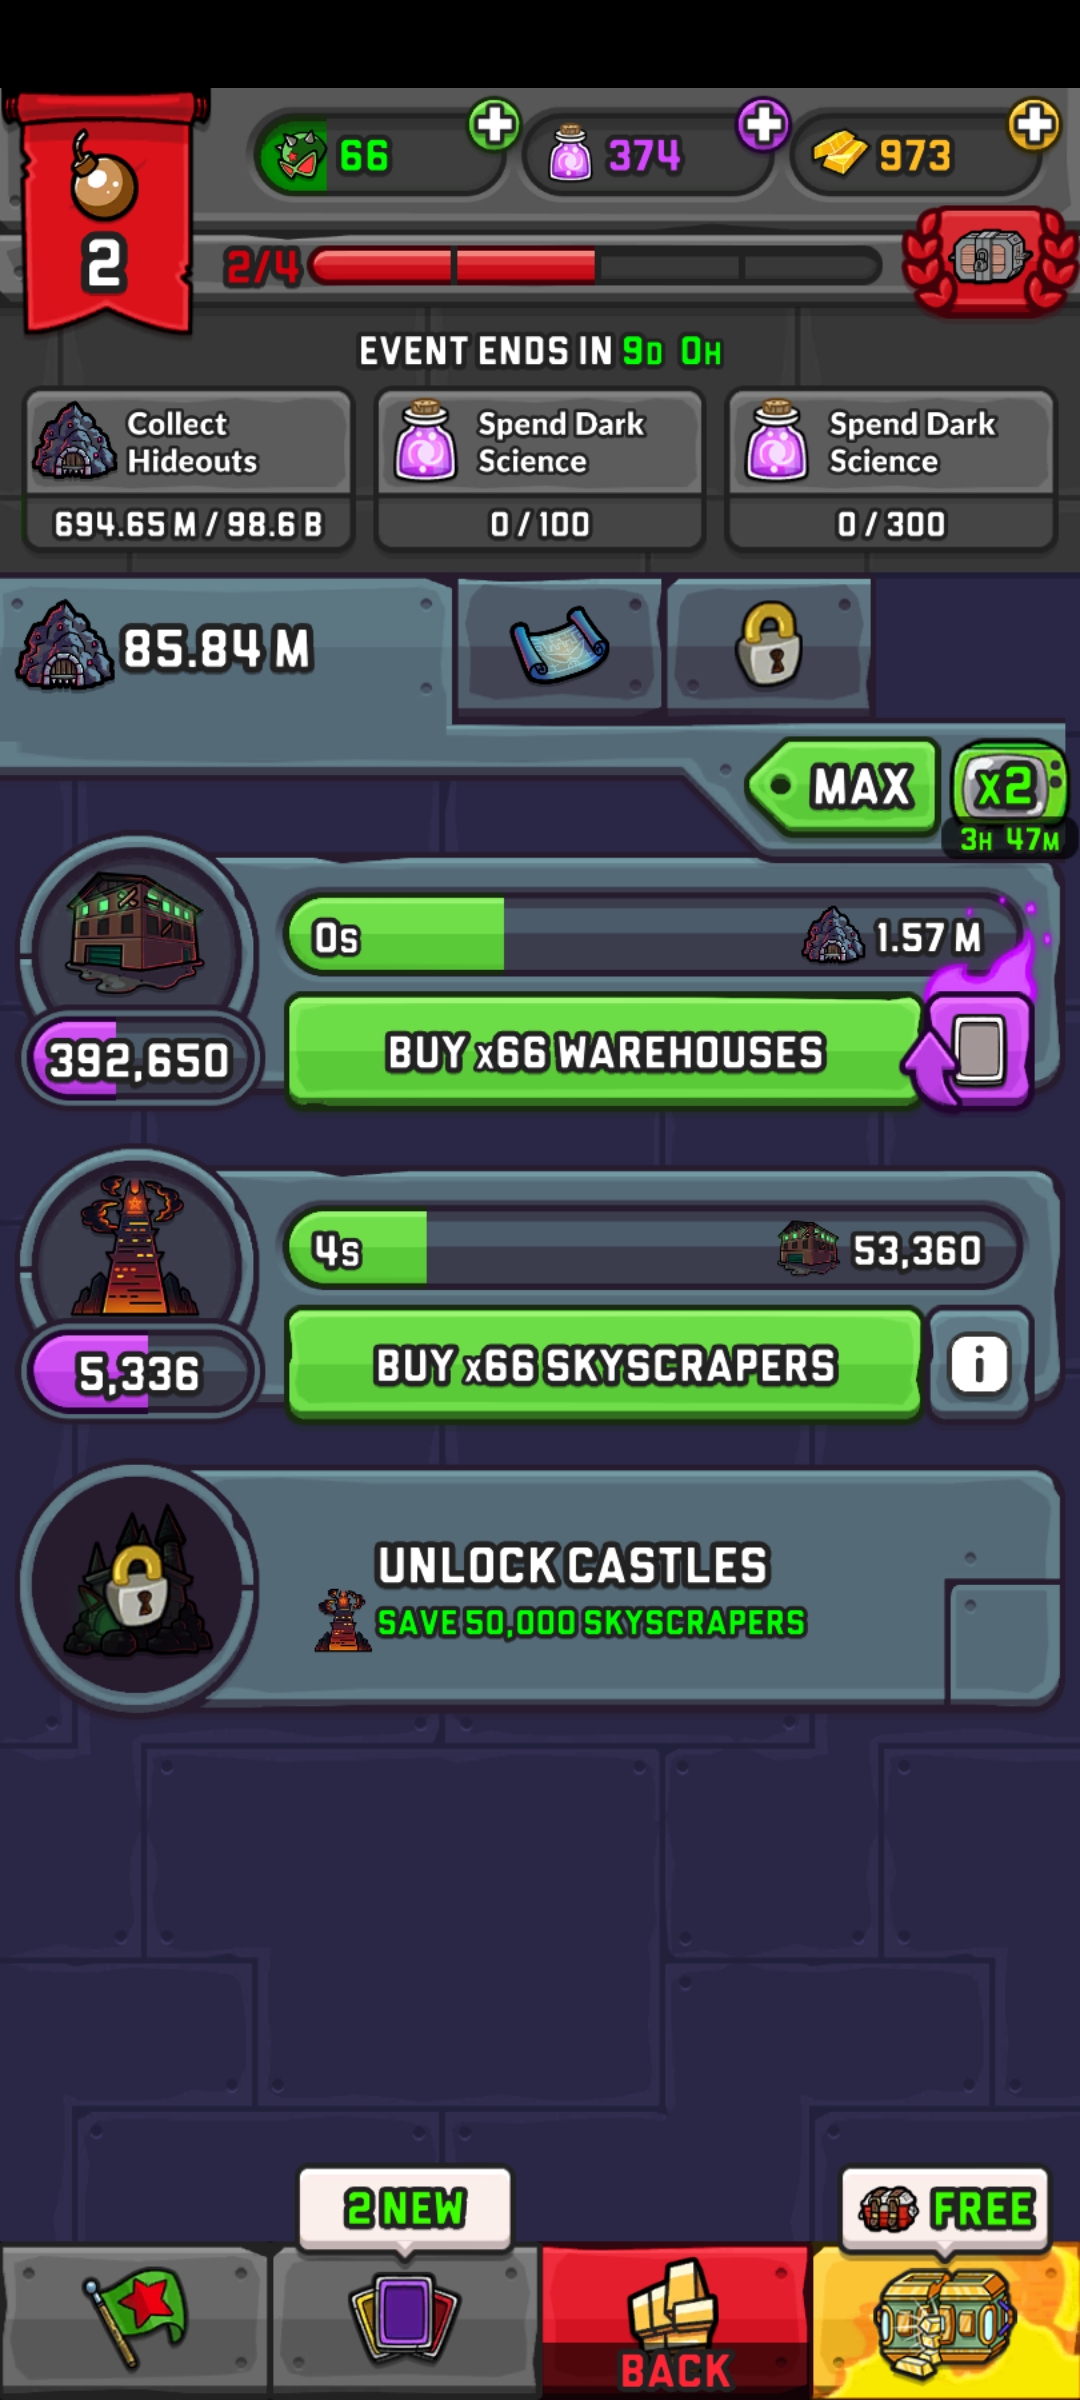 66
374
973
2
2/4
EVENT ENDS IN 9D 0H
Collect
Hideouts
694.65 M / 98.6 B
Spend Dark
Science
0 / 100
Spend Dark
Science
0 / 300
85.84 M
MAX
x2
3H 47M
0s
1.57 M
392,650
BUY x66 WAREHOUSES
4s
53,360
5,336
BUY x66 SKYSCRAPERS
i
UNLOCK CASTLES
SAVE 50,000 SKYSCRAPERS
2 NEW
FREE
BACK